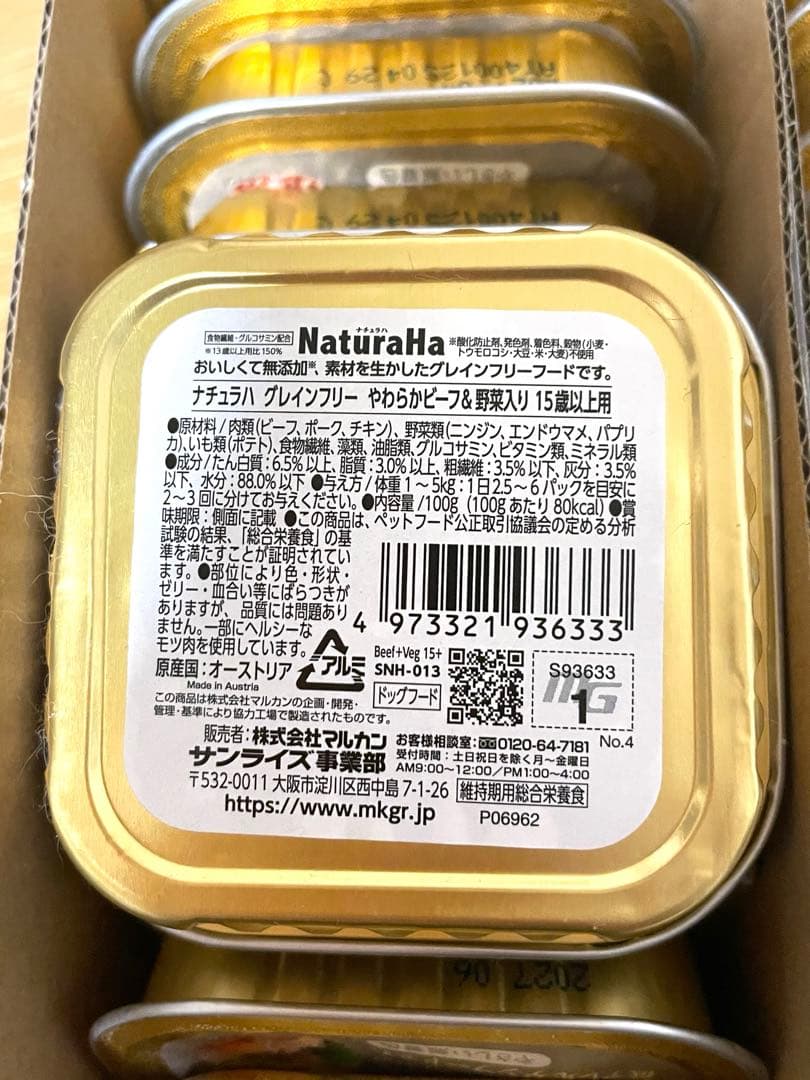 食物繊維・グルコサミン配合
※13歳以上用比150%
ナチュラハ
NaturaHa
※酸化防止剤、発色剤、着色料、穀物(小麦・
トウモロコシ・大豆・米・大麦)不使用
おいしくて無添加※、素材を生かしたグレインフリーフードです。
ナチュラハ グレインフリー やわらかビーフ&野菜入り 15歳以上用
●原材料/肉類(ビーフ、ポーク、チキン)、野菜類(ニンジン、エンドウマメ、パプリ
カ)、いも類(ポテト)、食物繊維、藻類、油脂類、グルコサミン、ビタミン類、ミネラル類
●成分/たん白質:6.5%以上、脂質:3.0%以上、粗繊維:3.5%以下、灰分:3.5%
以下、水分:88.0%以下 ●与え方/体重1~5kg:1日2.5~6パックを目安に
2~3回に分けてお与えください。●内容量/100g(100gあたり80kcal)●賞
味期限:側面に記載 ●この商品は、ペットフード公正取引協議会の定める分析
試験の結果、「総合栄養食」の基
準を満たすことが証明されてい
ます。●部位により色・形状・
ゼリー・血合い等にばらつきが
ありますが、品質には問題あり
ません。一部にヘルシーな
モツ肉を使用しています。
原産国:オーストリア
Made in Austria
アルミ
4 973321 936333
Beef+Veg 15+
SNH-013
ドッグフード
S93633
MG
1
No.4
この商品は株式会社マルカンの企画・開発・
管理・基準により協力工場で製造されたものです。
販売者:株式会社マルカン
サンライズ事業部
お客様相談室:0120-64-7181
受付時間:土日祝日を除く月~金曜日
AM9:00~12:00/PM1:00~4:00
〒532-0011 大阪市淀川区西中島7-1-26
維持期用総合栄養食
https://www.mkgr.jp
P06962
2027 06